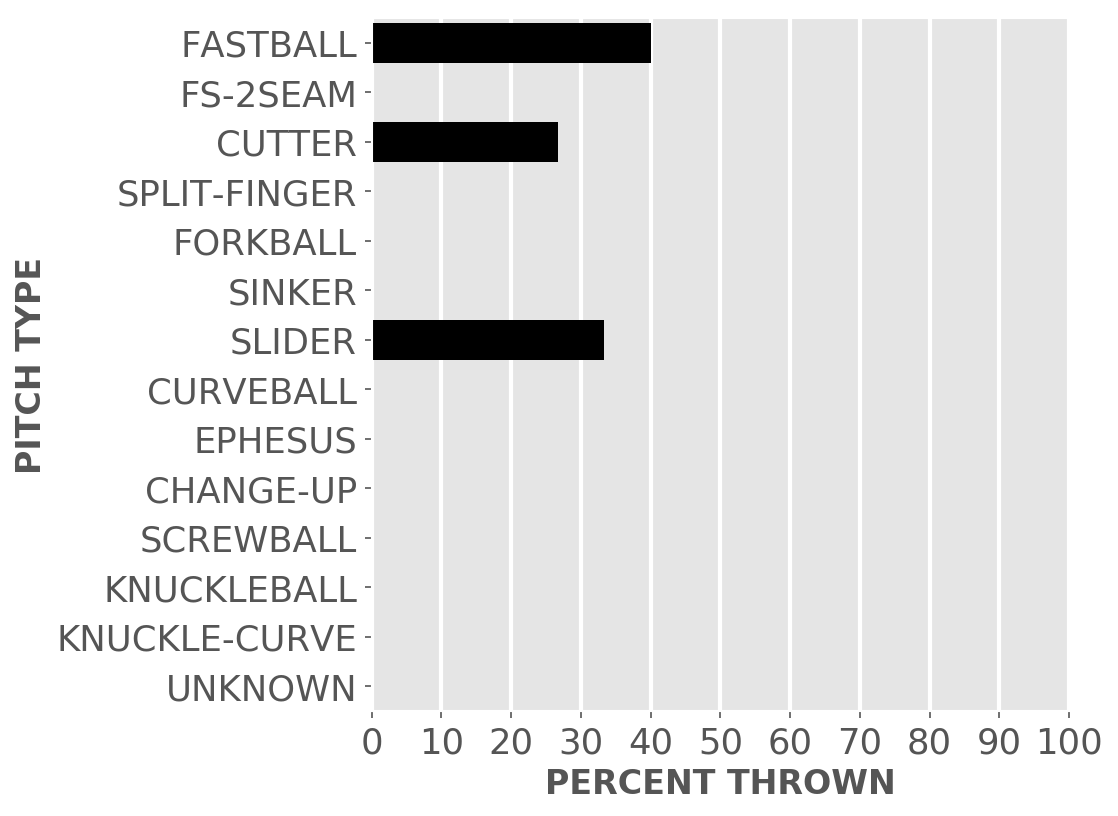 FASTBALL
FS-2SEAM
CUTTER
SPLIT-FINGER
FORKBALL
SINKER
SLIDER
CURVEBALL
EPHESUS
CHANGE-UP
SCREWBALL
KNUCKLEBALL
KNUCKLE-CURVE
UNKNOWN
PITCH TYPE
0 10 20 30 40 50 60 70 80 90 100
PERCENT THROWN